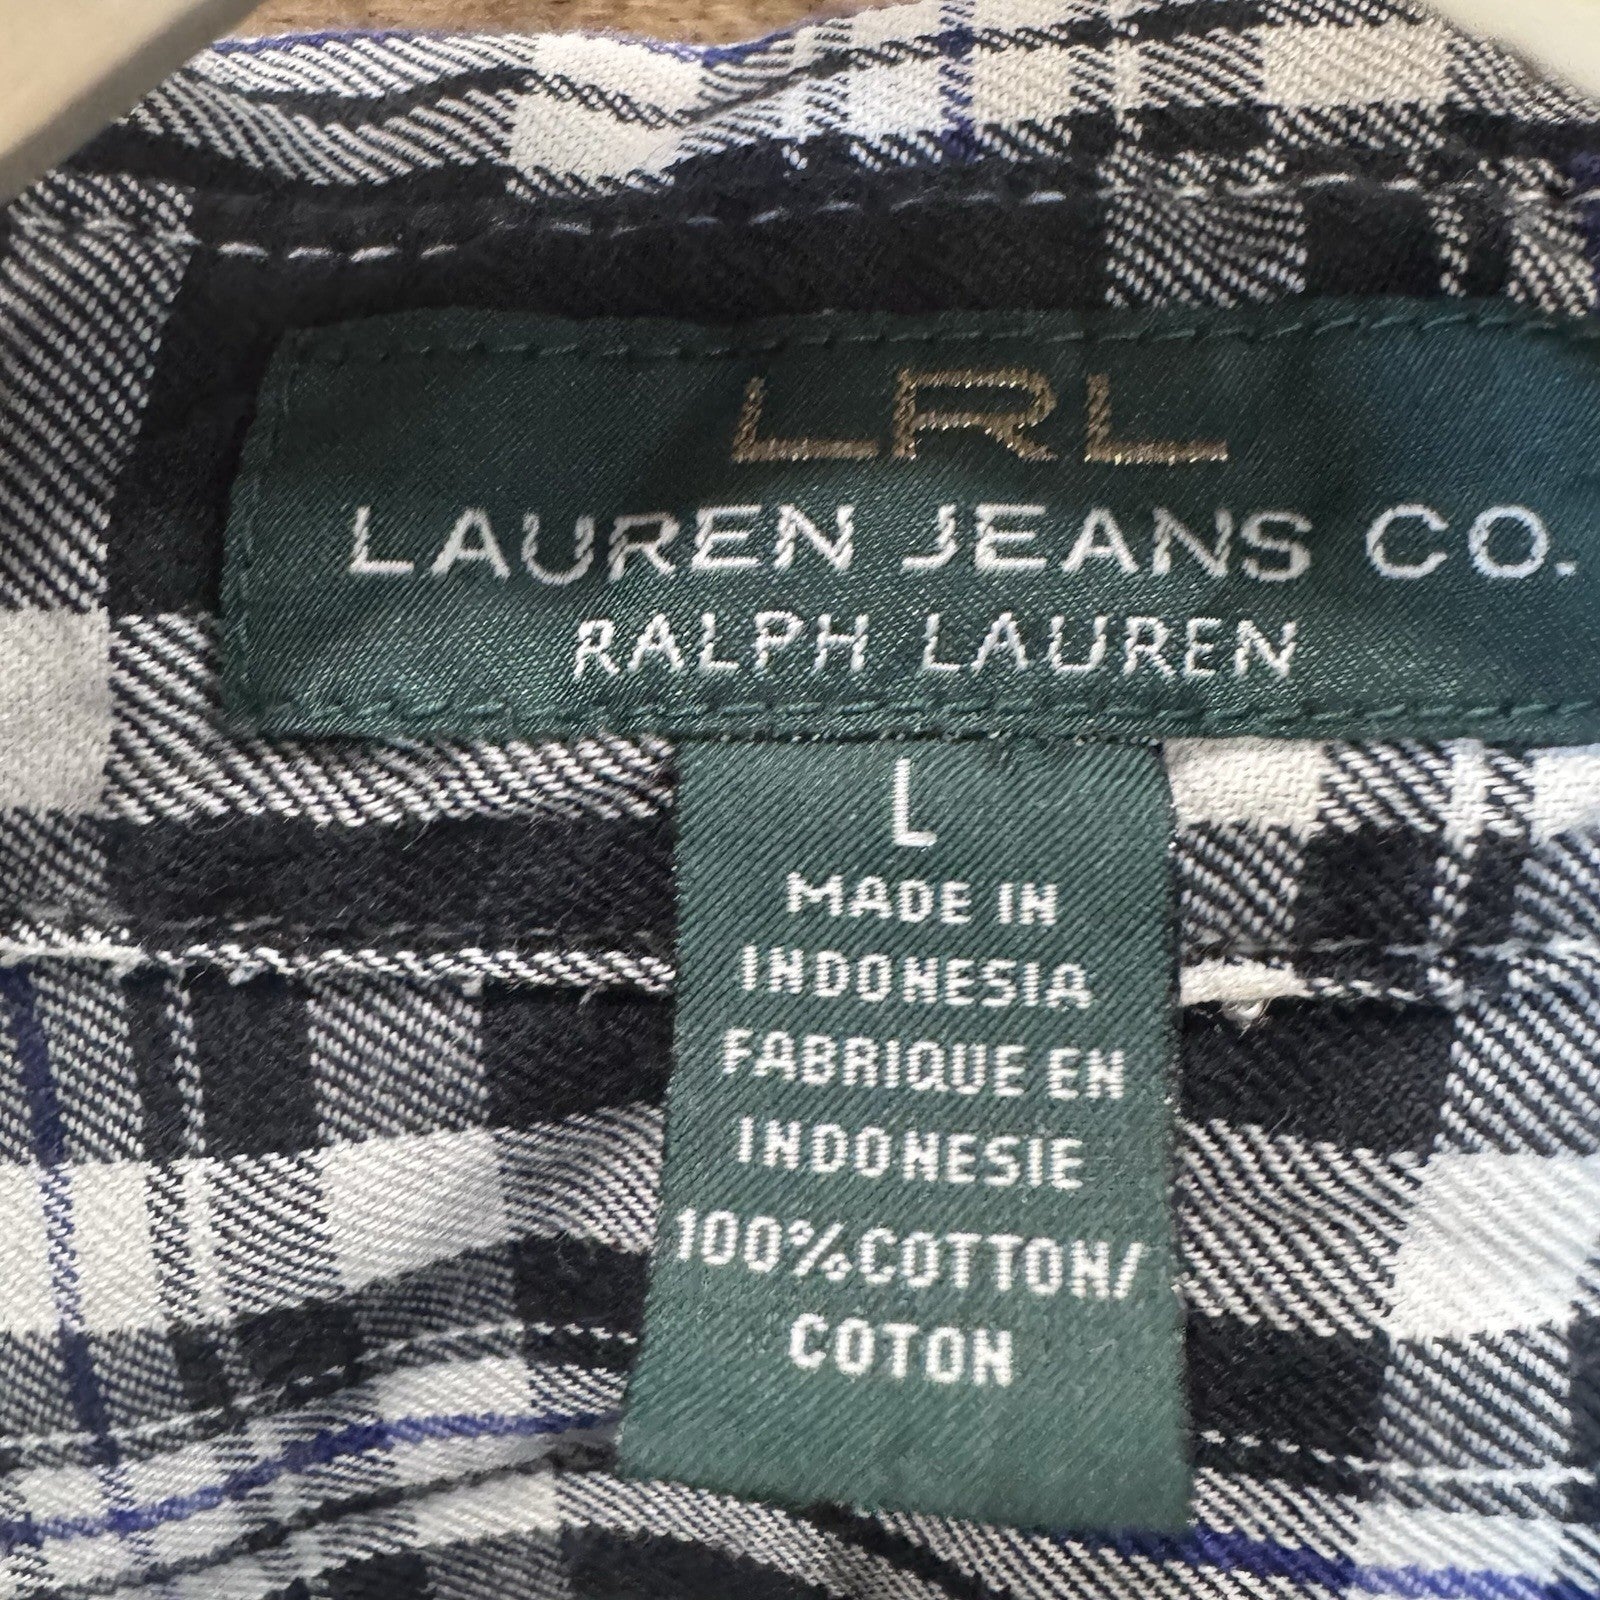 LRL
LAUREN JEANS CO.
RALPH LAUREN
L
MADE IN
INDONESIA
FABRIQUE EN
INDONESIE
100%COTTON/
COTON